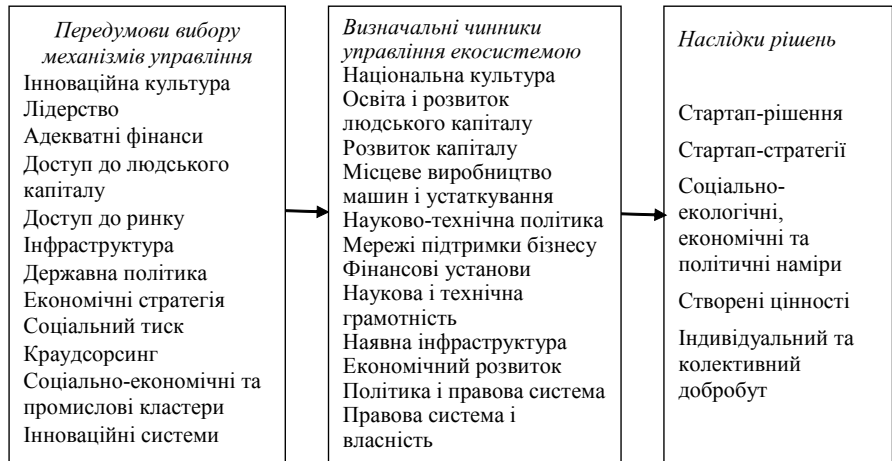 Передумови вибору
механізмів управління
Інноваційна культура
Лідерство
Адекватні фінанси
Доступ до людського
капіталу
Доступ до ринку
Інфраструктура
Державна політика
Економічні стратегія
Соціальний тиск
Краудсорсинг
Соціально-економічні та
промислові кластери
Інноваційні системи
Визначальні чинники
управління екосистемою
Національна культура
Освіта і розвиток
людського капіталу
Розвиток капіталу
Місцеве виробництво
машин і устаткування
Науково-технічна політика
Мережі підтримки бізнесу
Фінансові установи
Наукова і технічна
грамотність
Наявна інфраструктура
Економічний розвиток
Політика і правова система
Правова система і
власність
Наслідки рішень
Стартап-рішення
Стартап-стратегії
Соціально-
екологічні,
економічні та
політичні наміри
Створені цінності
Індивідуальний та
колективний
добробут